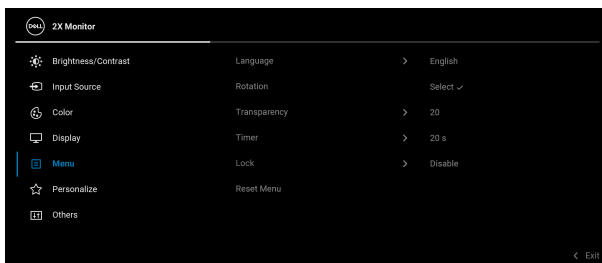 DELL 2X Monitor
Brightness/Contrast Language > English
Input Source Rotation Select ✓
Color Transparency > 20
Display Timer > 20 s
Menu Lock > Disable
Personalize Reset Menu
Others
< Exit